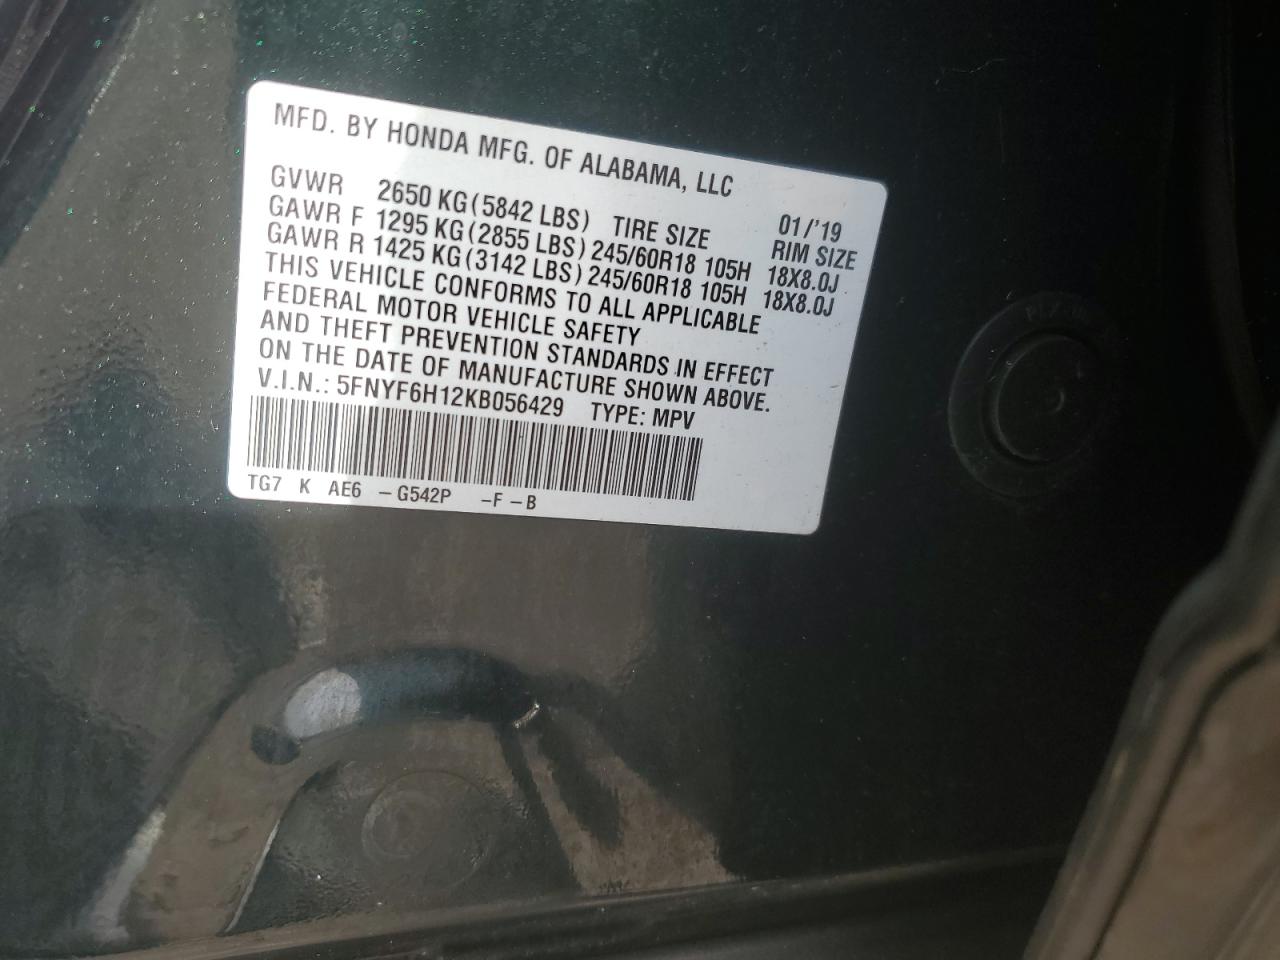 MFD. BY HONDA MFG. OF ALABAMA, LLC
01/'19
GVWR 2650 KG(5842 LBS) TIRE SIZE RIM SIZE
GAWR F 1295 KG(2855 LBS) 245/60R18 105H 18X8.0J
GAWR R 1425 KG(3142 LBS) 245/60R18 105H 18X8.0J
THIS VEHICLE CONFORMS TO ALL APPLICABLE
FEDERAL MOTOR VEHICLE SAFETY
AND THEFT PREVENTION STANDARDS IN EFFECT
ON THE DATE OF MANUFACTURE SHOWN ABOVE.
V.I.N.: 5FNYF6H12KB056429 TYPE: MPV
TG7 K AE6 -G542P -F-B